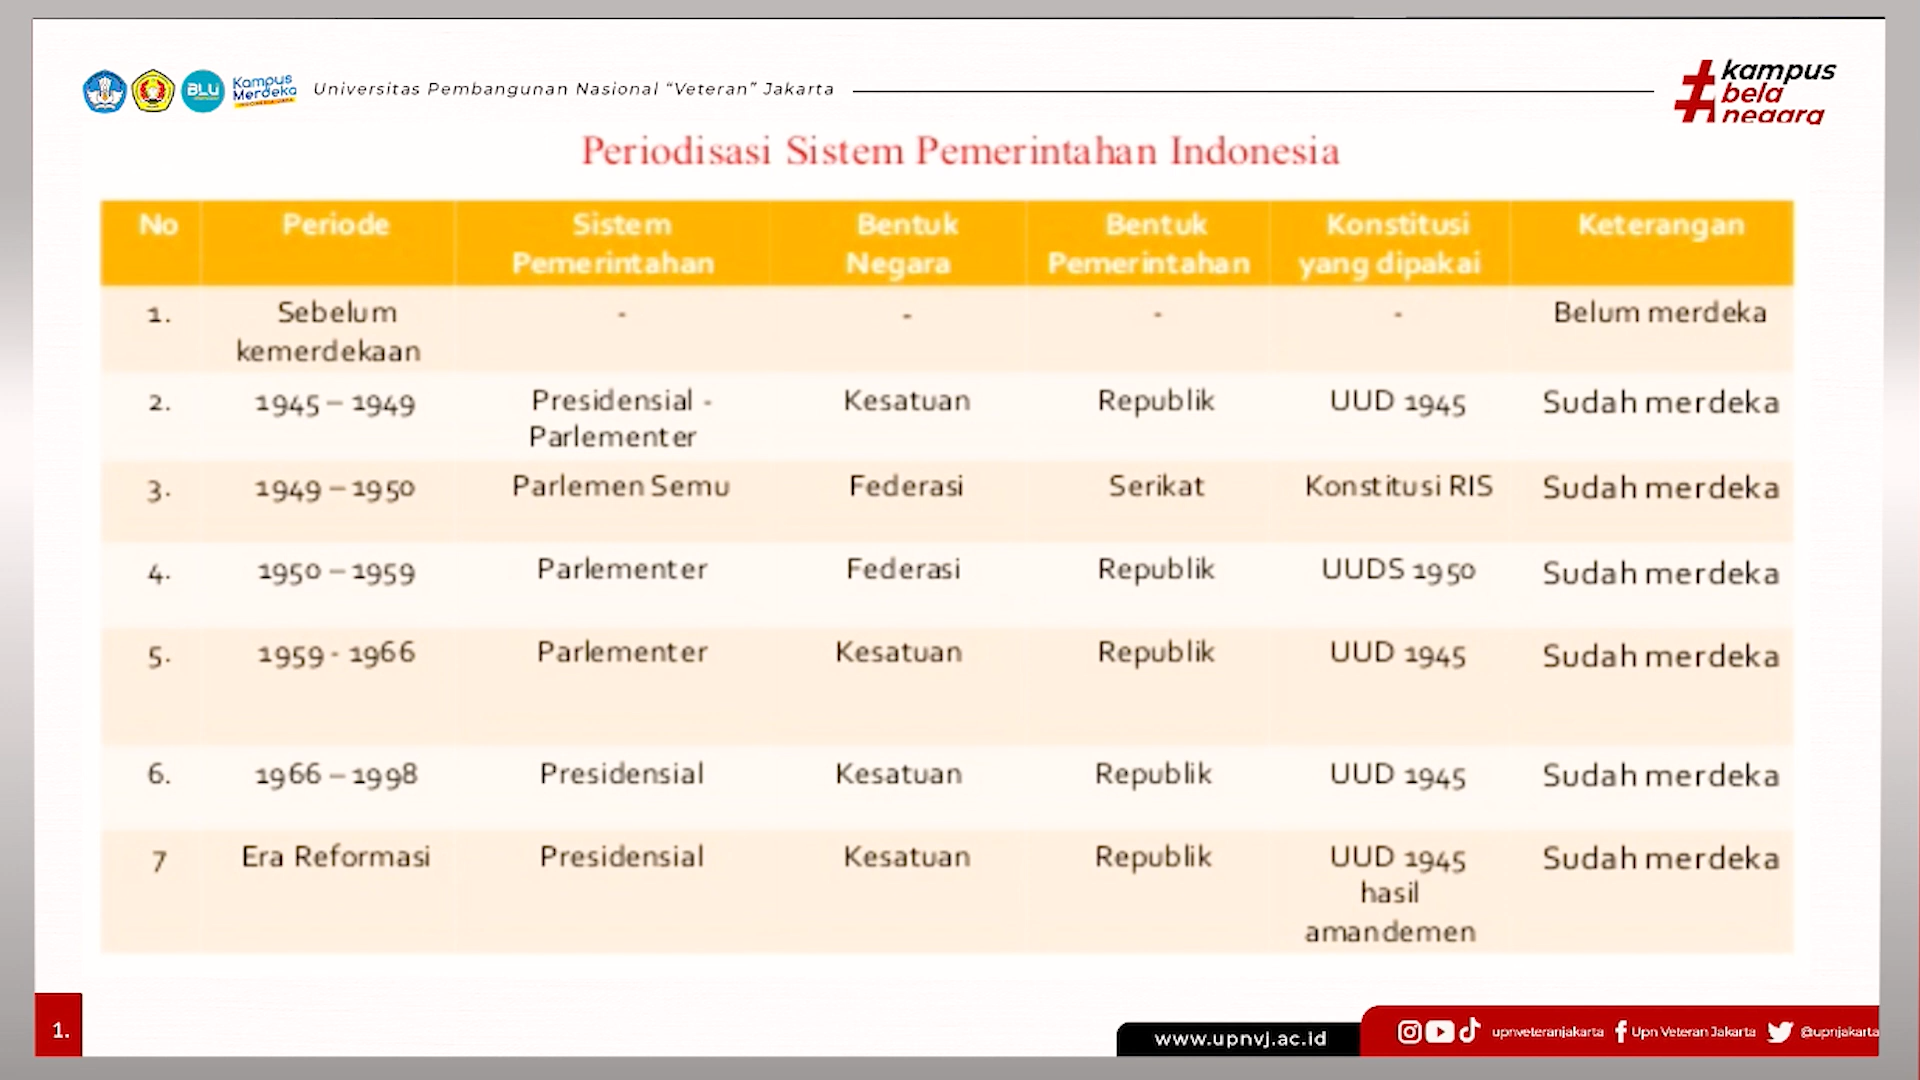 BLU
Kampus
Merdeka
Universitas Pembangunan Nasional “Veteran” Jakarta
kampus
bela
negara
Periodisasi Sistem Pemerintahan Indonesia
No Periode Sistem Pemerintahan Bentuk Negara Bentuk Pemerintahan Konstitusi yang dipakai Keterangan
1. Sebelum kemerdekaan - - - - Belum merdeka
2. 1945 – 1949 Presidensial - Parlementer Kesatuan Republik UUD 1945 Sudah merdeka
3. 1949 – 1950 Parlemen Semu Federasi Serikat Konstitusi RIS Sudah merdeka
4. 1950 – 1959 Parlementer Federasi Republik UUDS 1950 Sudah merdeka
5. 1959 - 1966 Parlementer Kesatuan Republik UUD 1945 Sudah merdeka
6. 1966 – 1998 Presidensial Kesatuan Republik UUD 1945 Sudah merdeka
7 Era Reformasi Presidensial Kesatuan Republik UUD 1945 hasil amandemen Sudah merdeka
1.
www.upnvj.ac.id
upnveteranjakarta Upn Veteran Jakarta @upnjakarta